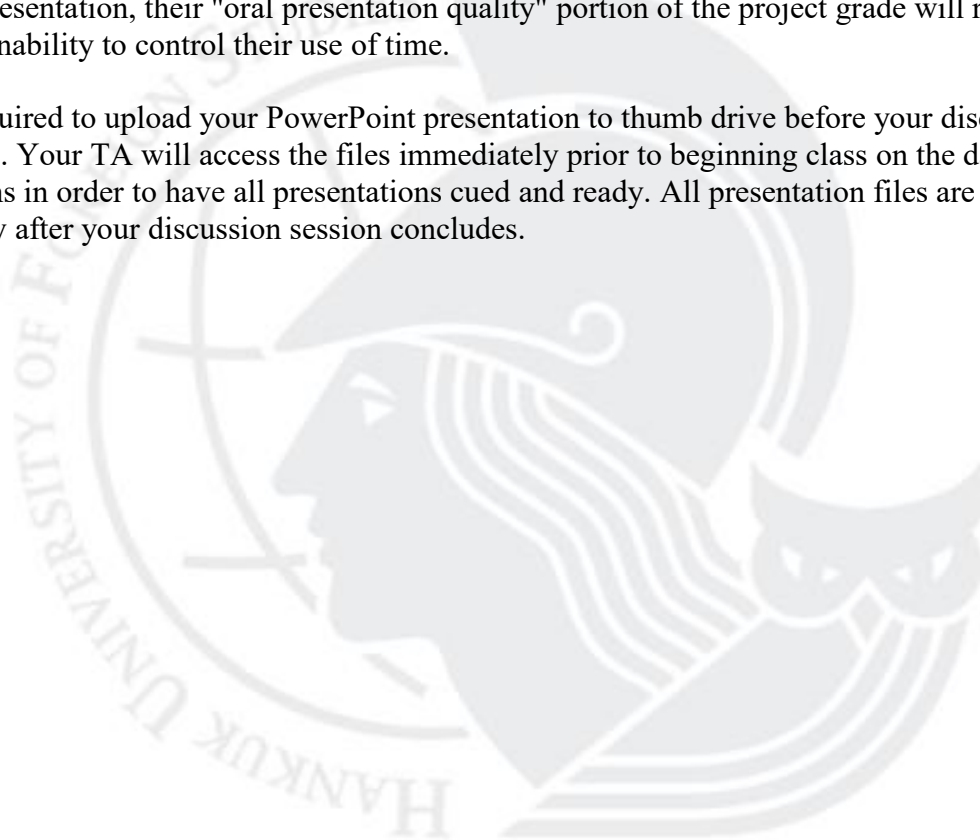 esentation, their "oral presentation quality" portion of the project grade will
nability to control their use of time.
uired to upload your PowerPoint presentation to thumb drive before your
. Your TA will access the files immediately prior to beginning class on the
s in order to have all presentations cued and ready. All presentation files are
y after your discussion session concludes.
HANKUK UNIVERSITY OF FOREIGN